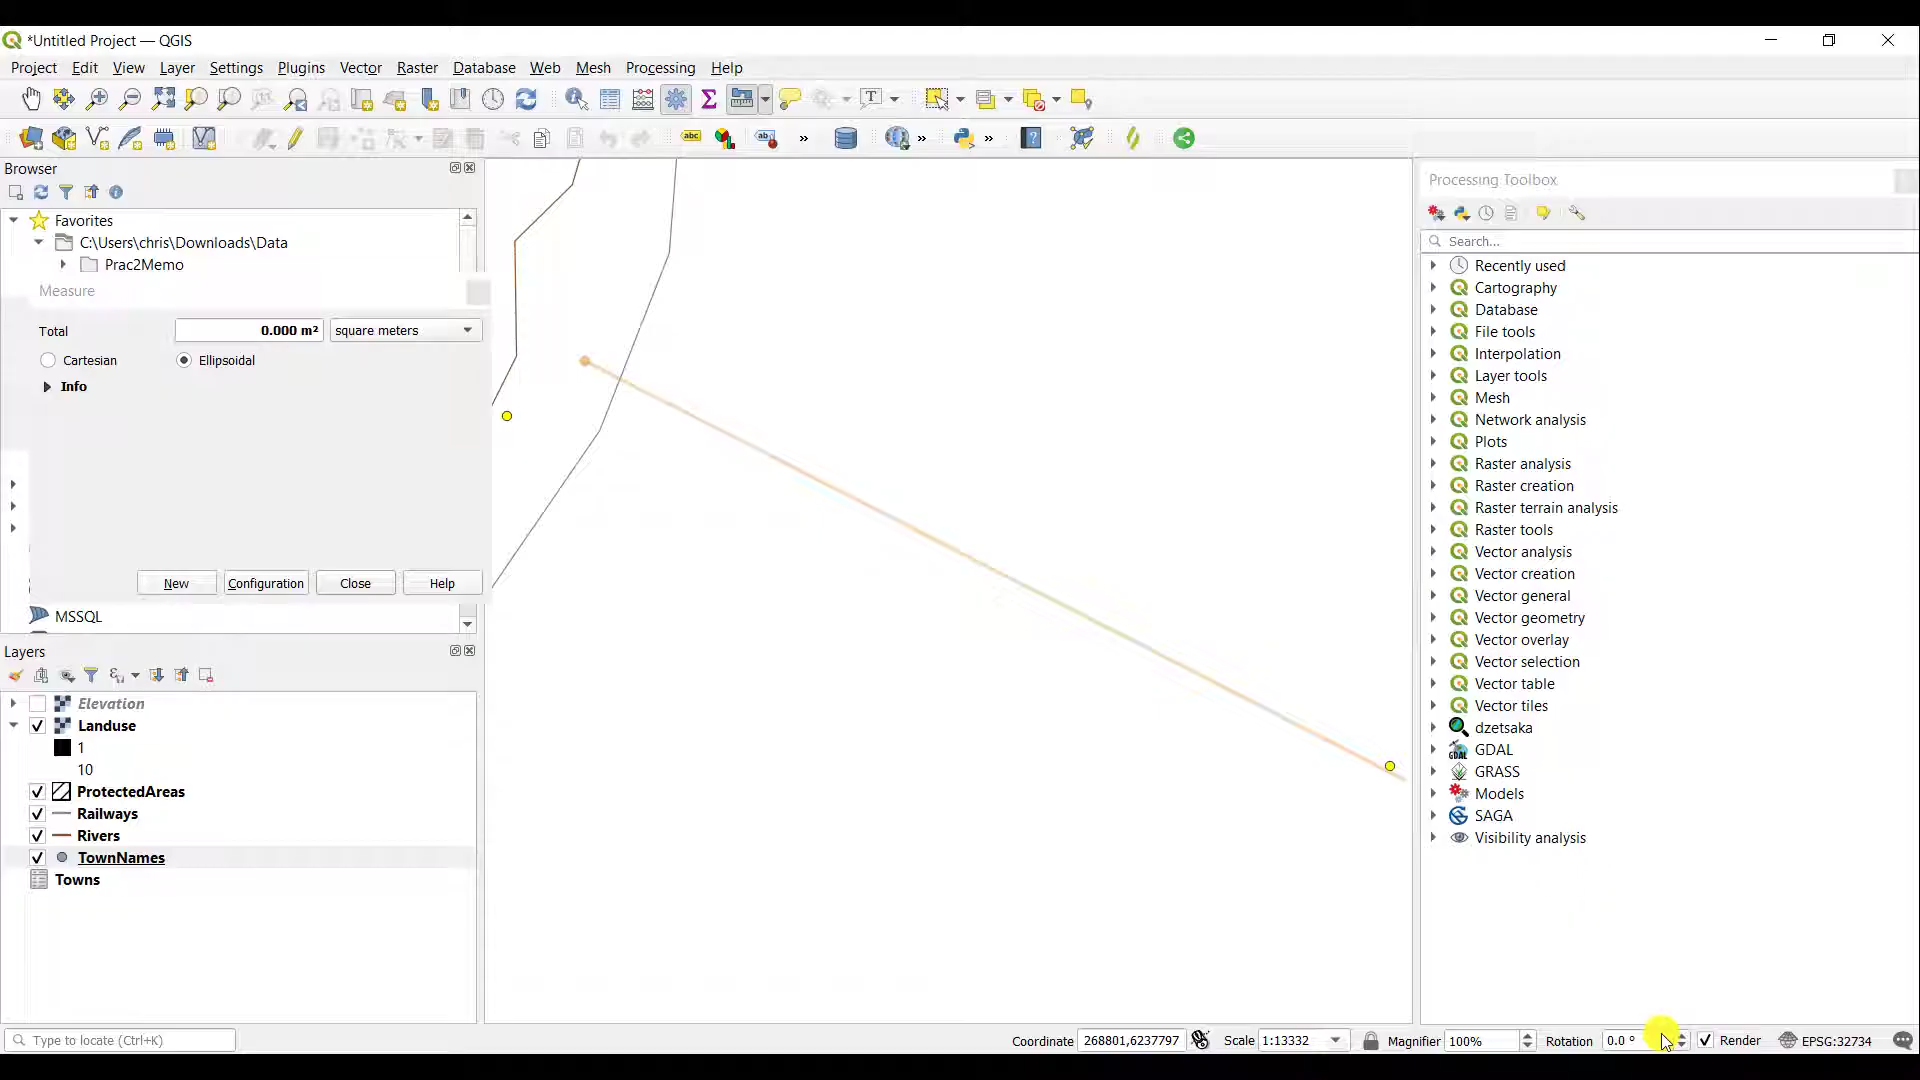 *Untitled Project — QGIS
Project Edit View Layer Settings Plugins Vector Raster Database Web Mesh Processing Help
abc ab » » »
Browser
Favorites
C:\Users\chris\Downloads\Data
Prac2Memo
Measure
Total 0.000 m² square meters
Cartesian Ellipsoidal
Info
New Configuration Close Help
MSSQL
Layers
Elevation
Landuse
1
10
ProtectedAreas
Railways
Rivers
TownNames
Towns
Processing Toolbox
Search...
Recently used
Cartography
Database
File tools
Interpolation
Layer tools
Mesh
Network analysis
Plots
Raster analysis
Raster creation
Raster terrain analysis
Raster tools
Vector analysis
Vector creation
Vector general
Vector geometry
Vector overlay
Vector selection
Vector table
Vector tiles
dzetsaka
GDAL
GRASS
Models
SAGA
Visibility analysis
Type to locate (Ctrl+K) Coordinate 268801,6237797 Scale 1:13332 Magnifier 100% Rotation 0.0 ° Render EPSG:32734